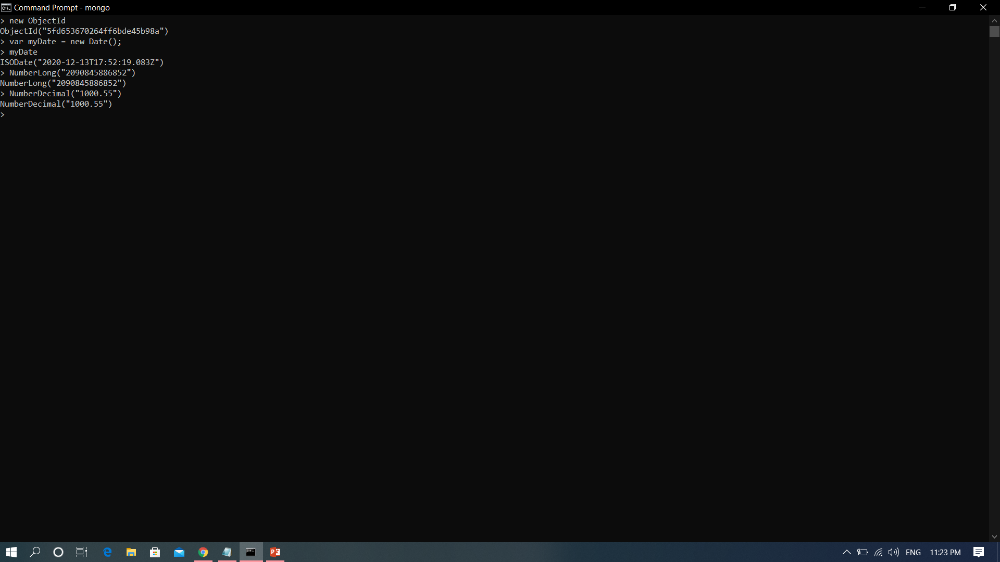 Command Prompt - mongo
> new ObjectId
ObjectId("5fd653670264ff6bde45b98a")
> var myDate = new Date();
> myDate
ISODate("2020-12-13T17:52:19.083Z")
> NumberLong("2090845886852")
NumberLong("2090845886852")
> NumberDecimal("1000.55")
NumberDecimal("1000.55")
>
ENG 11:23 PM